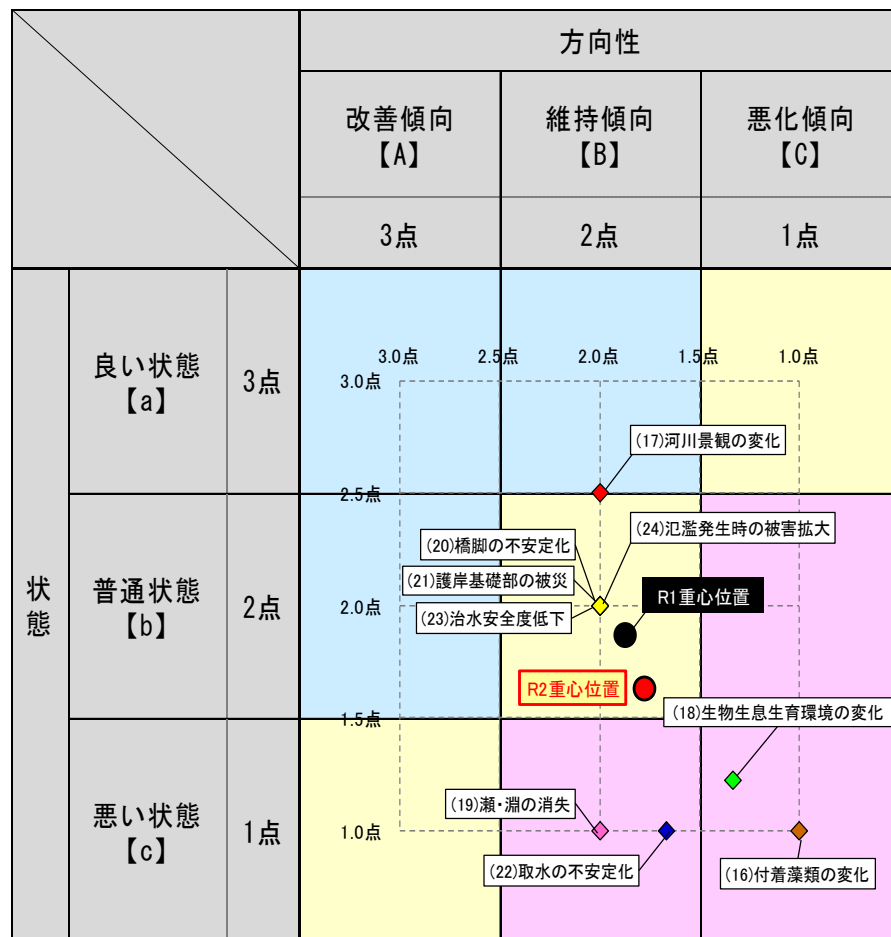 方向性
改善傾向
【A】
維持傾向
【B】
悪化傾向
【C】
3点
2点
1点
状態
良い状態
【a】
3点
普通状態
【b】
2点
悪い状態
【c】
1点
3.0点
2.5点
2.0点
1.5点
1.0点
3.0点
(17)河川景観の変化
2.5点
(24)氾濫発生時の被害拡大
(20)橋脚の不安定化
(21)護岸基礎部の被災
R1重心位置
2.0点
(23)治水安全度低下
R2重心位置
(18)生物生息生育環境の変化
1.5点
(19)瀬・淵の消失
1.0点
(22)取水の不安定化
(16)付着藻類の変化